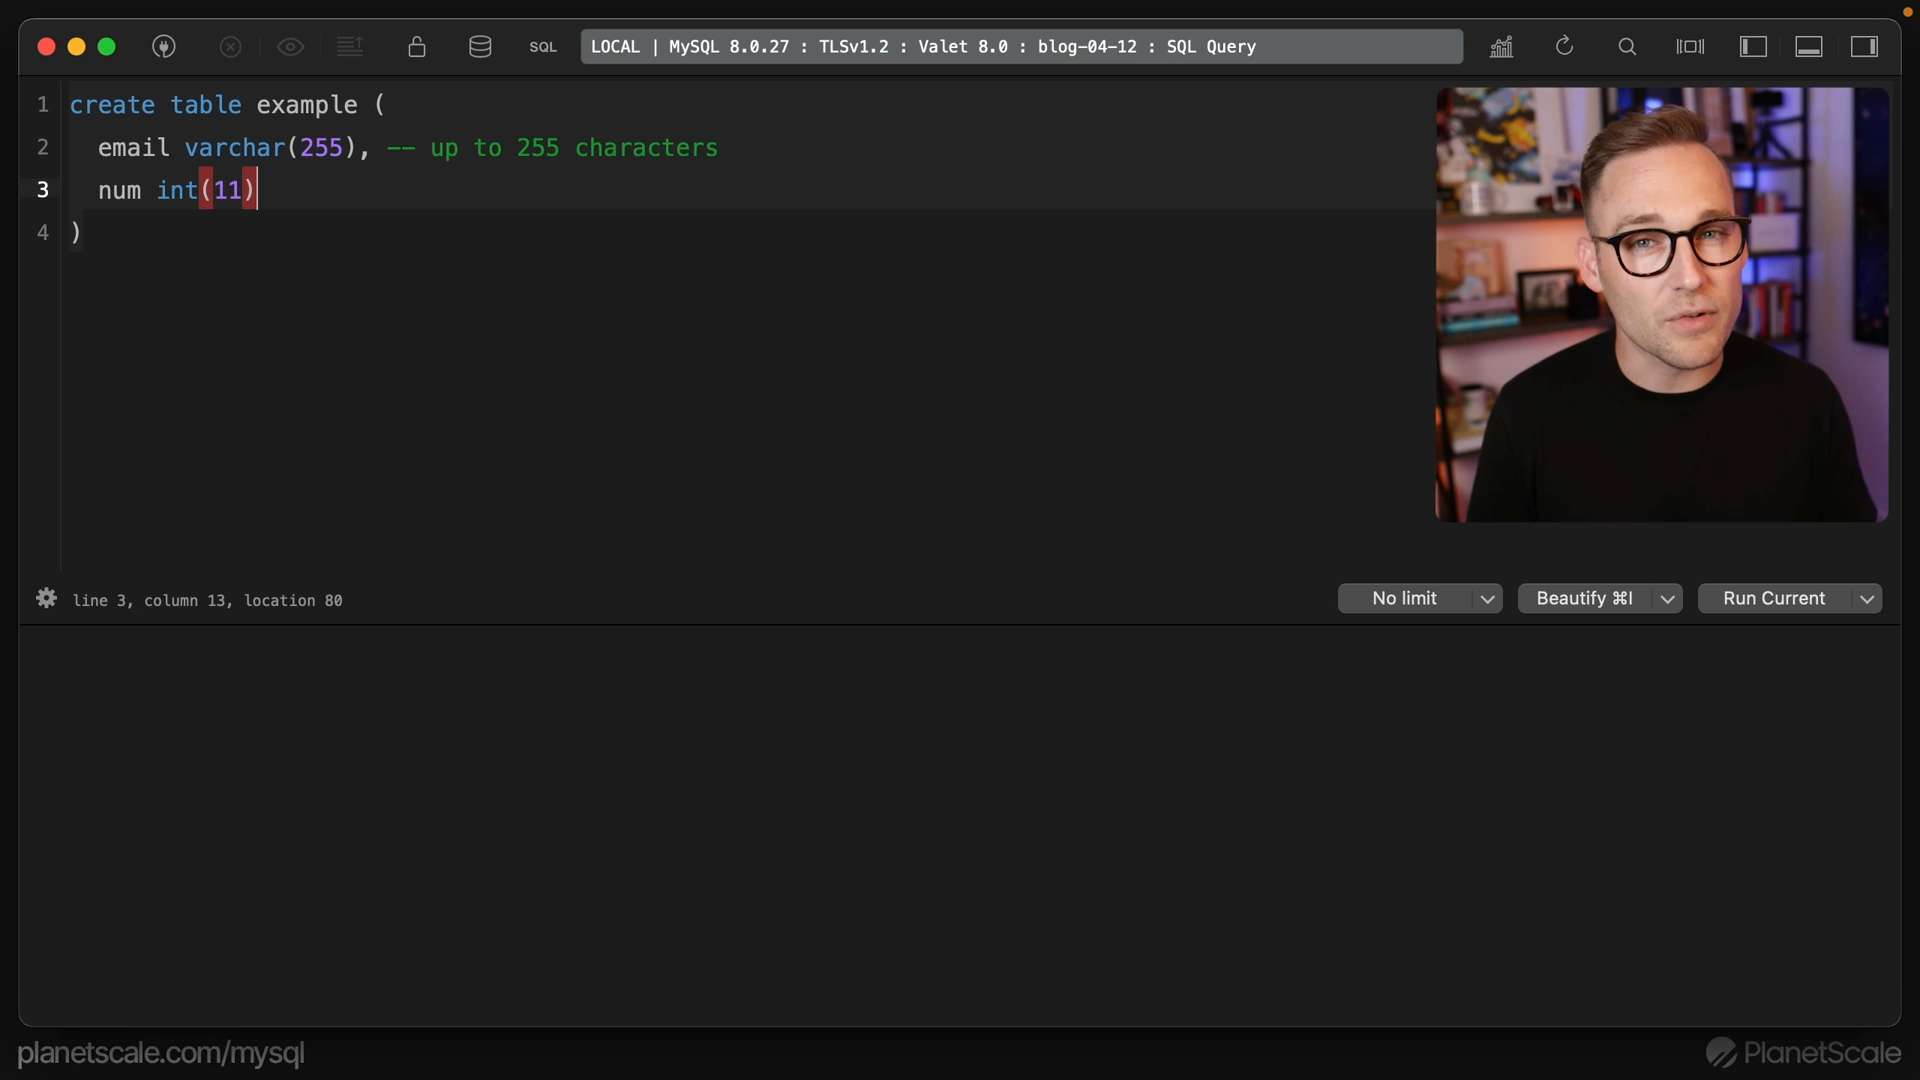 SQL
LOCAL | MySQL 8.0.27 : TLSv1.2 : Valet 8.0 : blog-04-12 : SQL Query
1 create table example (
2 email varchar(255), -- up to 255 characters
3 num int(11)
4 )
line 3, column 13, location 80
No limit
Beautify ⌘I
Run Current
planetscale.com/mysql
PlanetScale